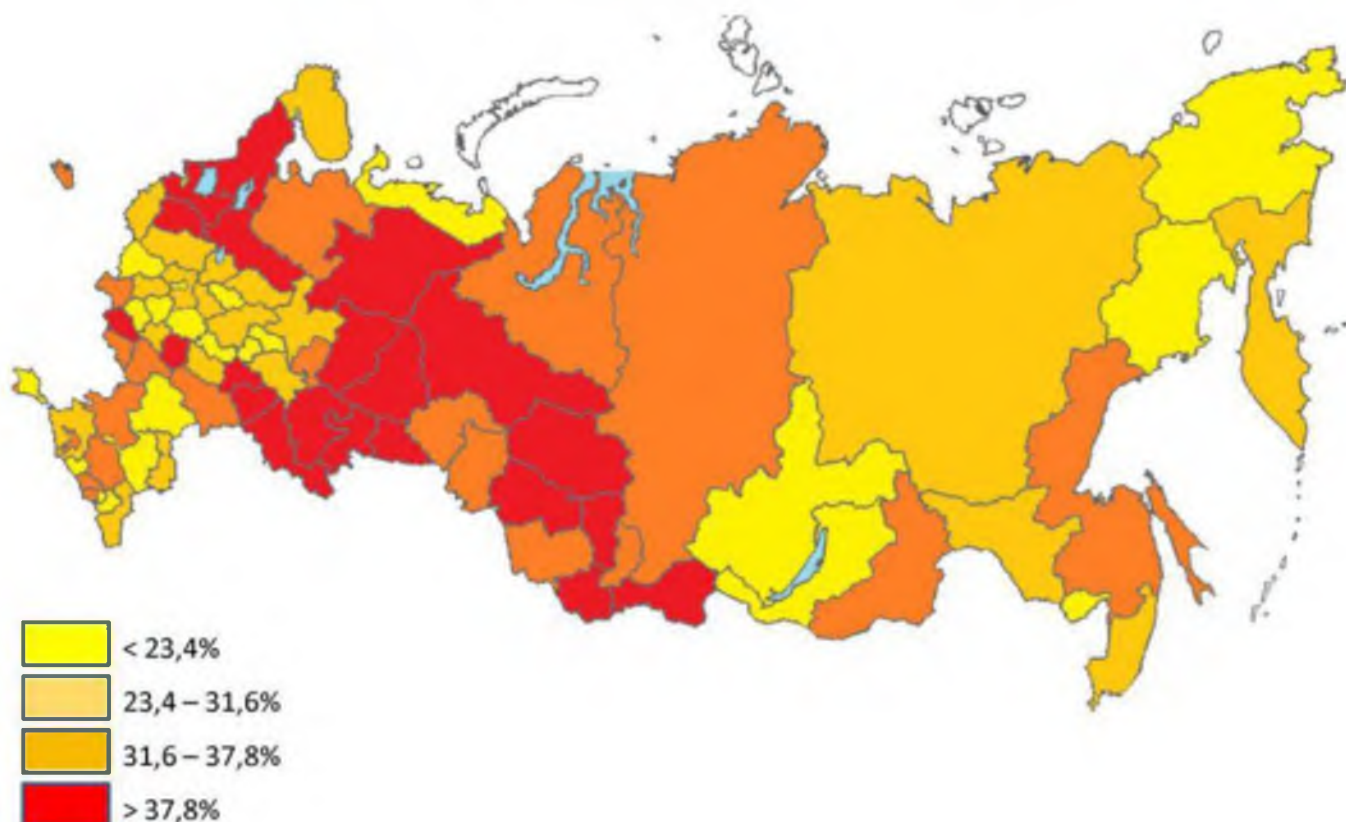 < 23,4%
23,4 – 31,6%
31,6 – 37,8%
> 37,8%